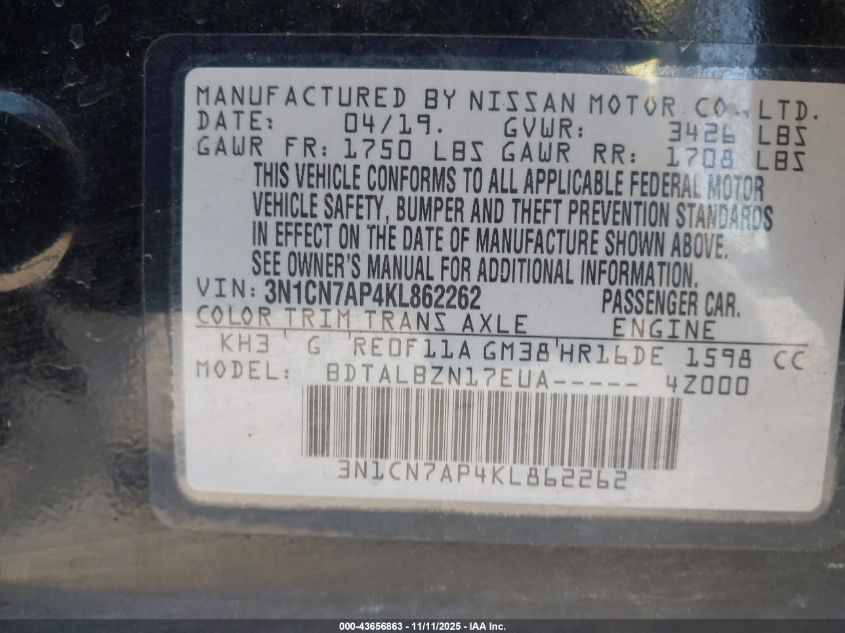 MANUFACTURED BY NISSAN MOTOR CO., LTD.
DATE: 04/19. GVWR: 3426 LBS
GAWR FR: 1750 LBS GAWR RR: 1708 LBS
THIS VEHICLE CONFORMS TO ALL APPLICABLE FEDERAL MOTOR
VEHICLE SAFETY, BUMPER AND THEFT PREVENTION STANDARDS
IN EFFECT ON THE DATE OF MANUFACTURE SHOWN ABOVE.
SEE OWNER'S MANUAL FOR ADDITIONAL INFORMATION.
VIN: 3N1CN7AP4KL862262 PASSENGER CAR.
COLOR TRIM TRANS AXLE ENGINE
KH3 G RE0F11A GM38 HR16DE 1598 CC
MODEL: BDTALBZN17EUA----- 4Z000
3N1CN7AP4KL862262
000-43656863 - 11/11/2025 - IAA Inc.